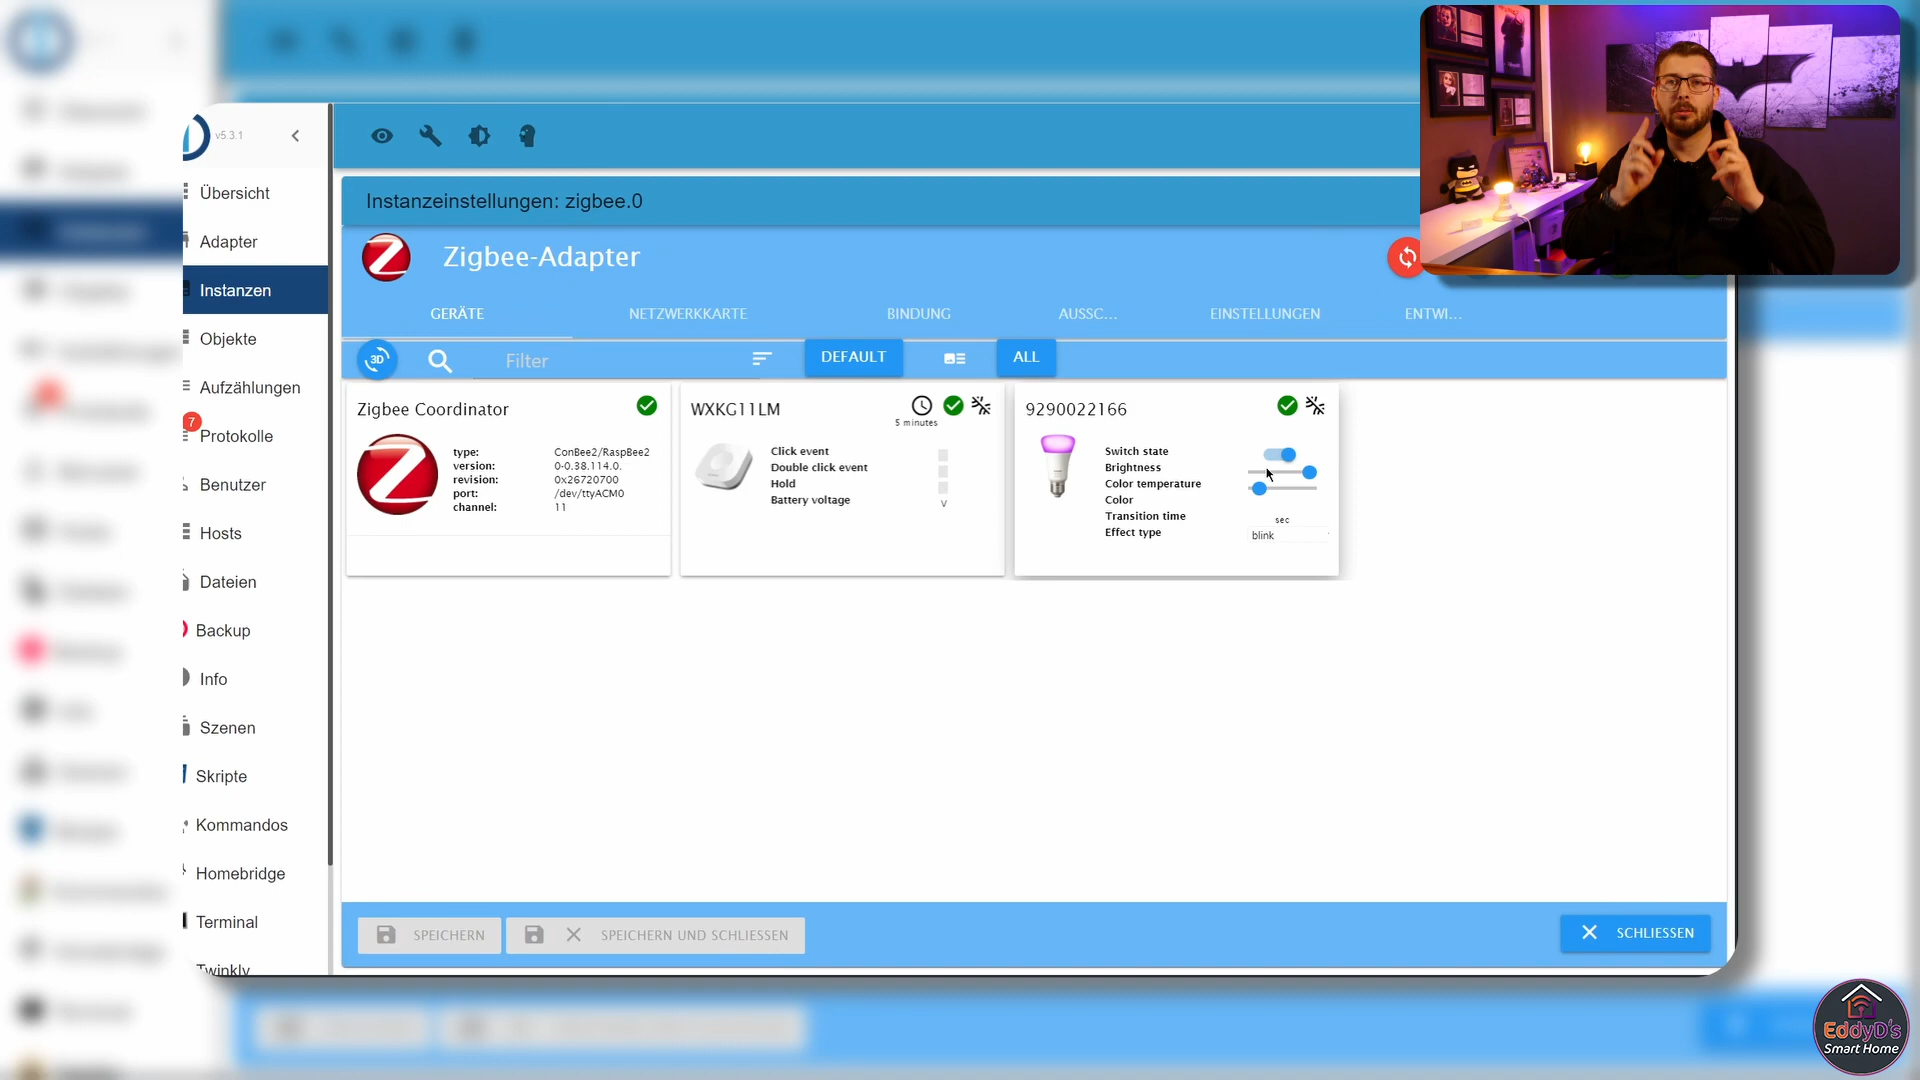 v5.3.1
Übersicht
Adapter
Instanzen
Objekte
Aufzählungen
7
Protokolle
Benutzer
Hosts
Dateien
Backup
Info
Szenen
Skripte
Kommandos
Homebridge
Terminal
Twinkly
Instanzeinstellungen: zigbee.0
Zigbee-Adapter
GERÄTE
NETZWERKKARTE
BINDUNG
AUSSC...
EINSTELLUNGEN
ENTWI...
3D
Filter
DEFAULT
ALL
Zigbee Coordinator
type: ConBee2/RaspBee2
version: 0-0.38.114.0.
revision: 0x26720700
port: /dev/ttyACM0
channel: 11
WXKG11LM
5 minutes
Click event
Double click event
Hold
Battery voltage V
9290022166
Switch state
Brightness
Color temperature
Color
Transition time sec
Effect type blink
SPEICHERN
SPEICHERN UND SCHLIESSEN
SCHLIESSEN
EddyD's
Smart Home